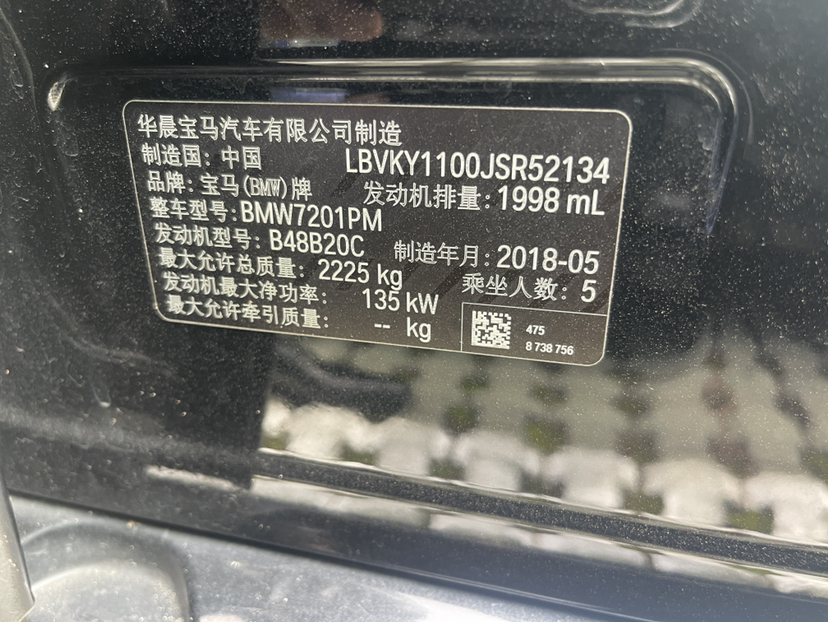 华晨宝马汽车有限公司制造
制造国: 中国 LBVKY1100JSR52134
品牌: 宝马(BMW)牌 发动机排量: 1998 mL
整车型号: BMW7201PM
发动机型号: B48B20C 制造年月: 2018-05
最大允许总质量: 2225 kg 乘坐人数: 5
发动机最大净功率: 135 kW
最大允许牵引质量: -- kg
475
8 738 756